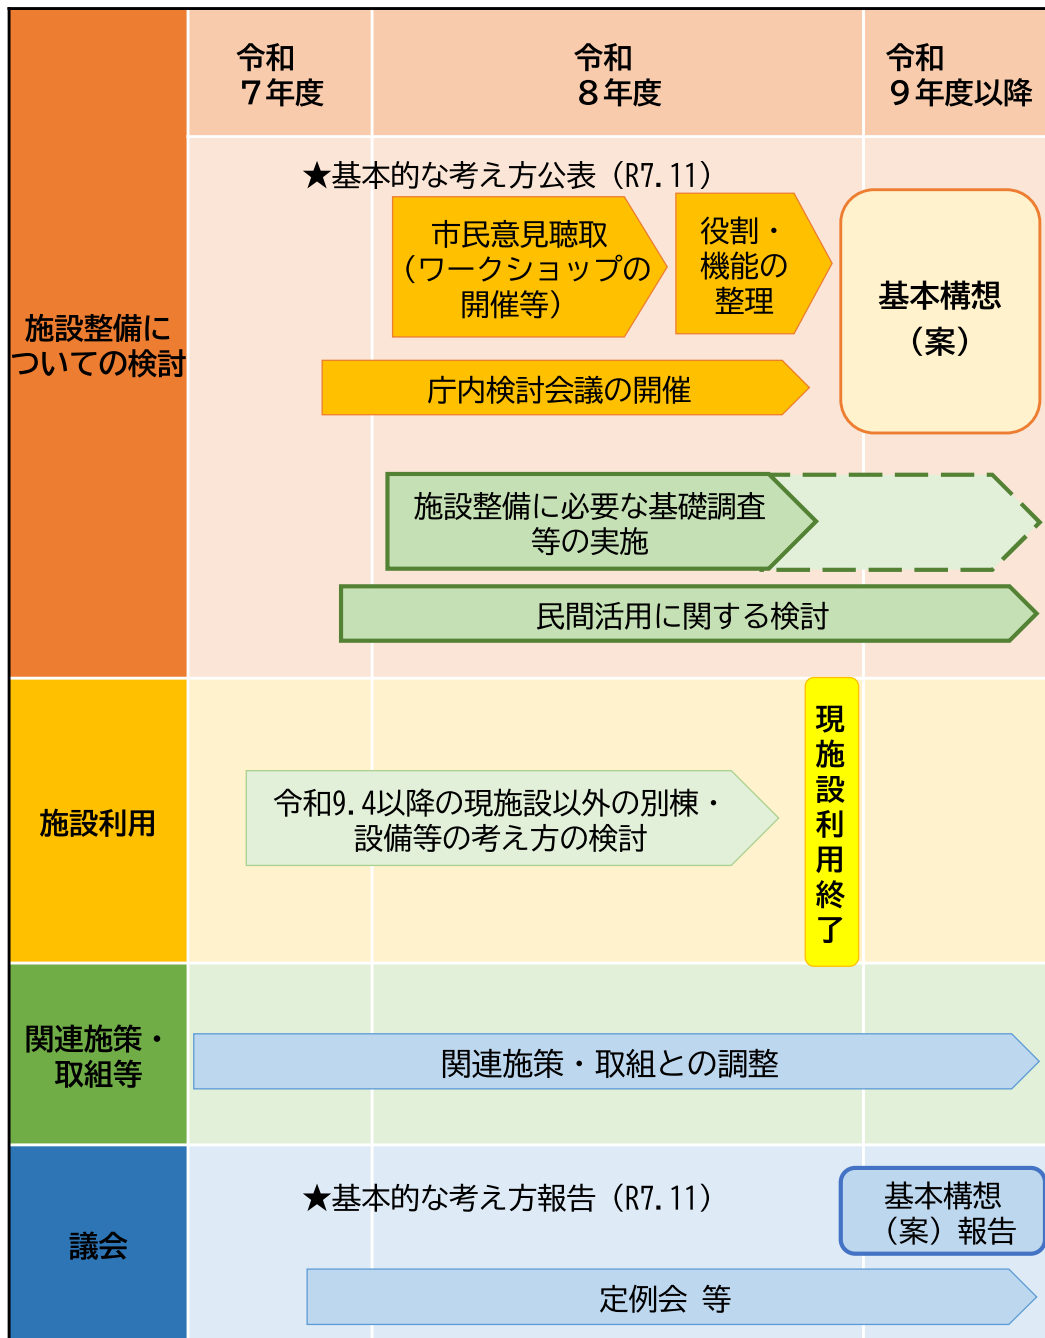 令和
７年度
令和
８年度
令和
９年度以降
施設整備に
ついての検討
★基本的な考え方公表（R7.11）
市民意見聴取
（ワークショップの
開催等）
役割・
機能の
整理
基本構想
（案）
庁内検討会議の開催
施設整備に必要な基礎調査
等の実施
民間活用に関する検討
施設利用
令和9.4以降の現施設以外の別棟・
設備等の考え方の検討
現施設利用終了
関連施策・
取組等
関連施策・取組との調整
議会
★基本的な考え方報告（R7.11）
基本構想
（案）報告
定例会 等